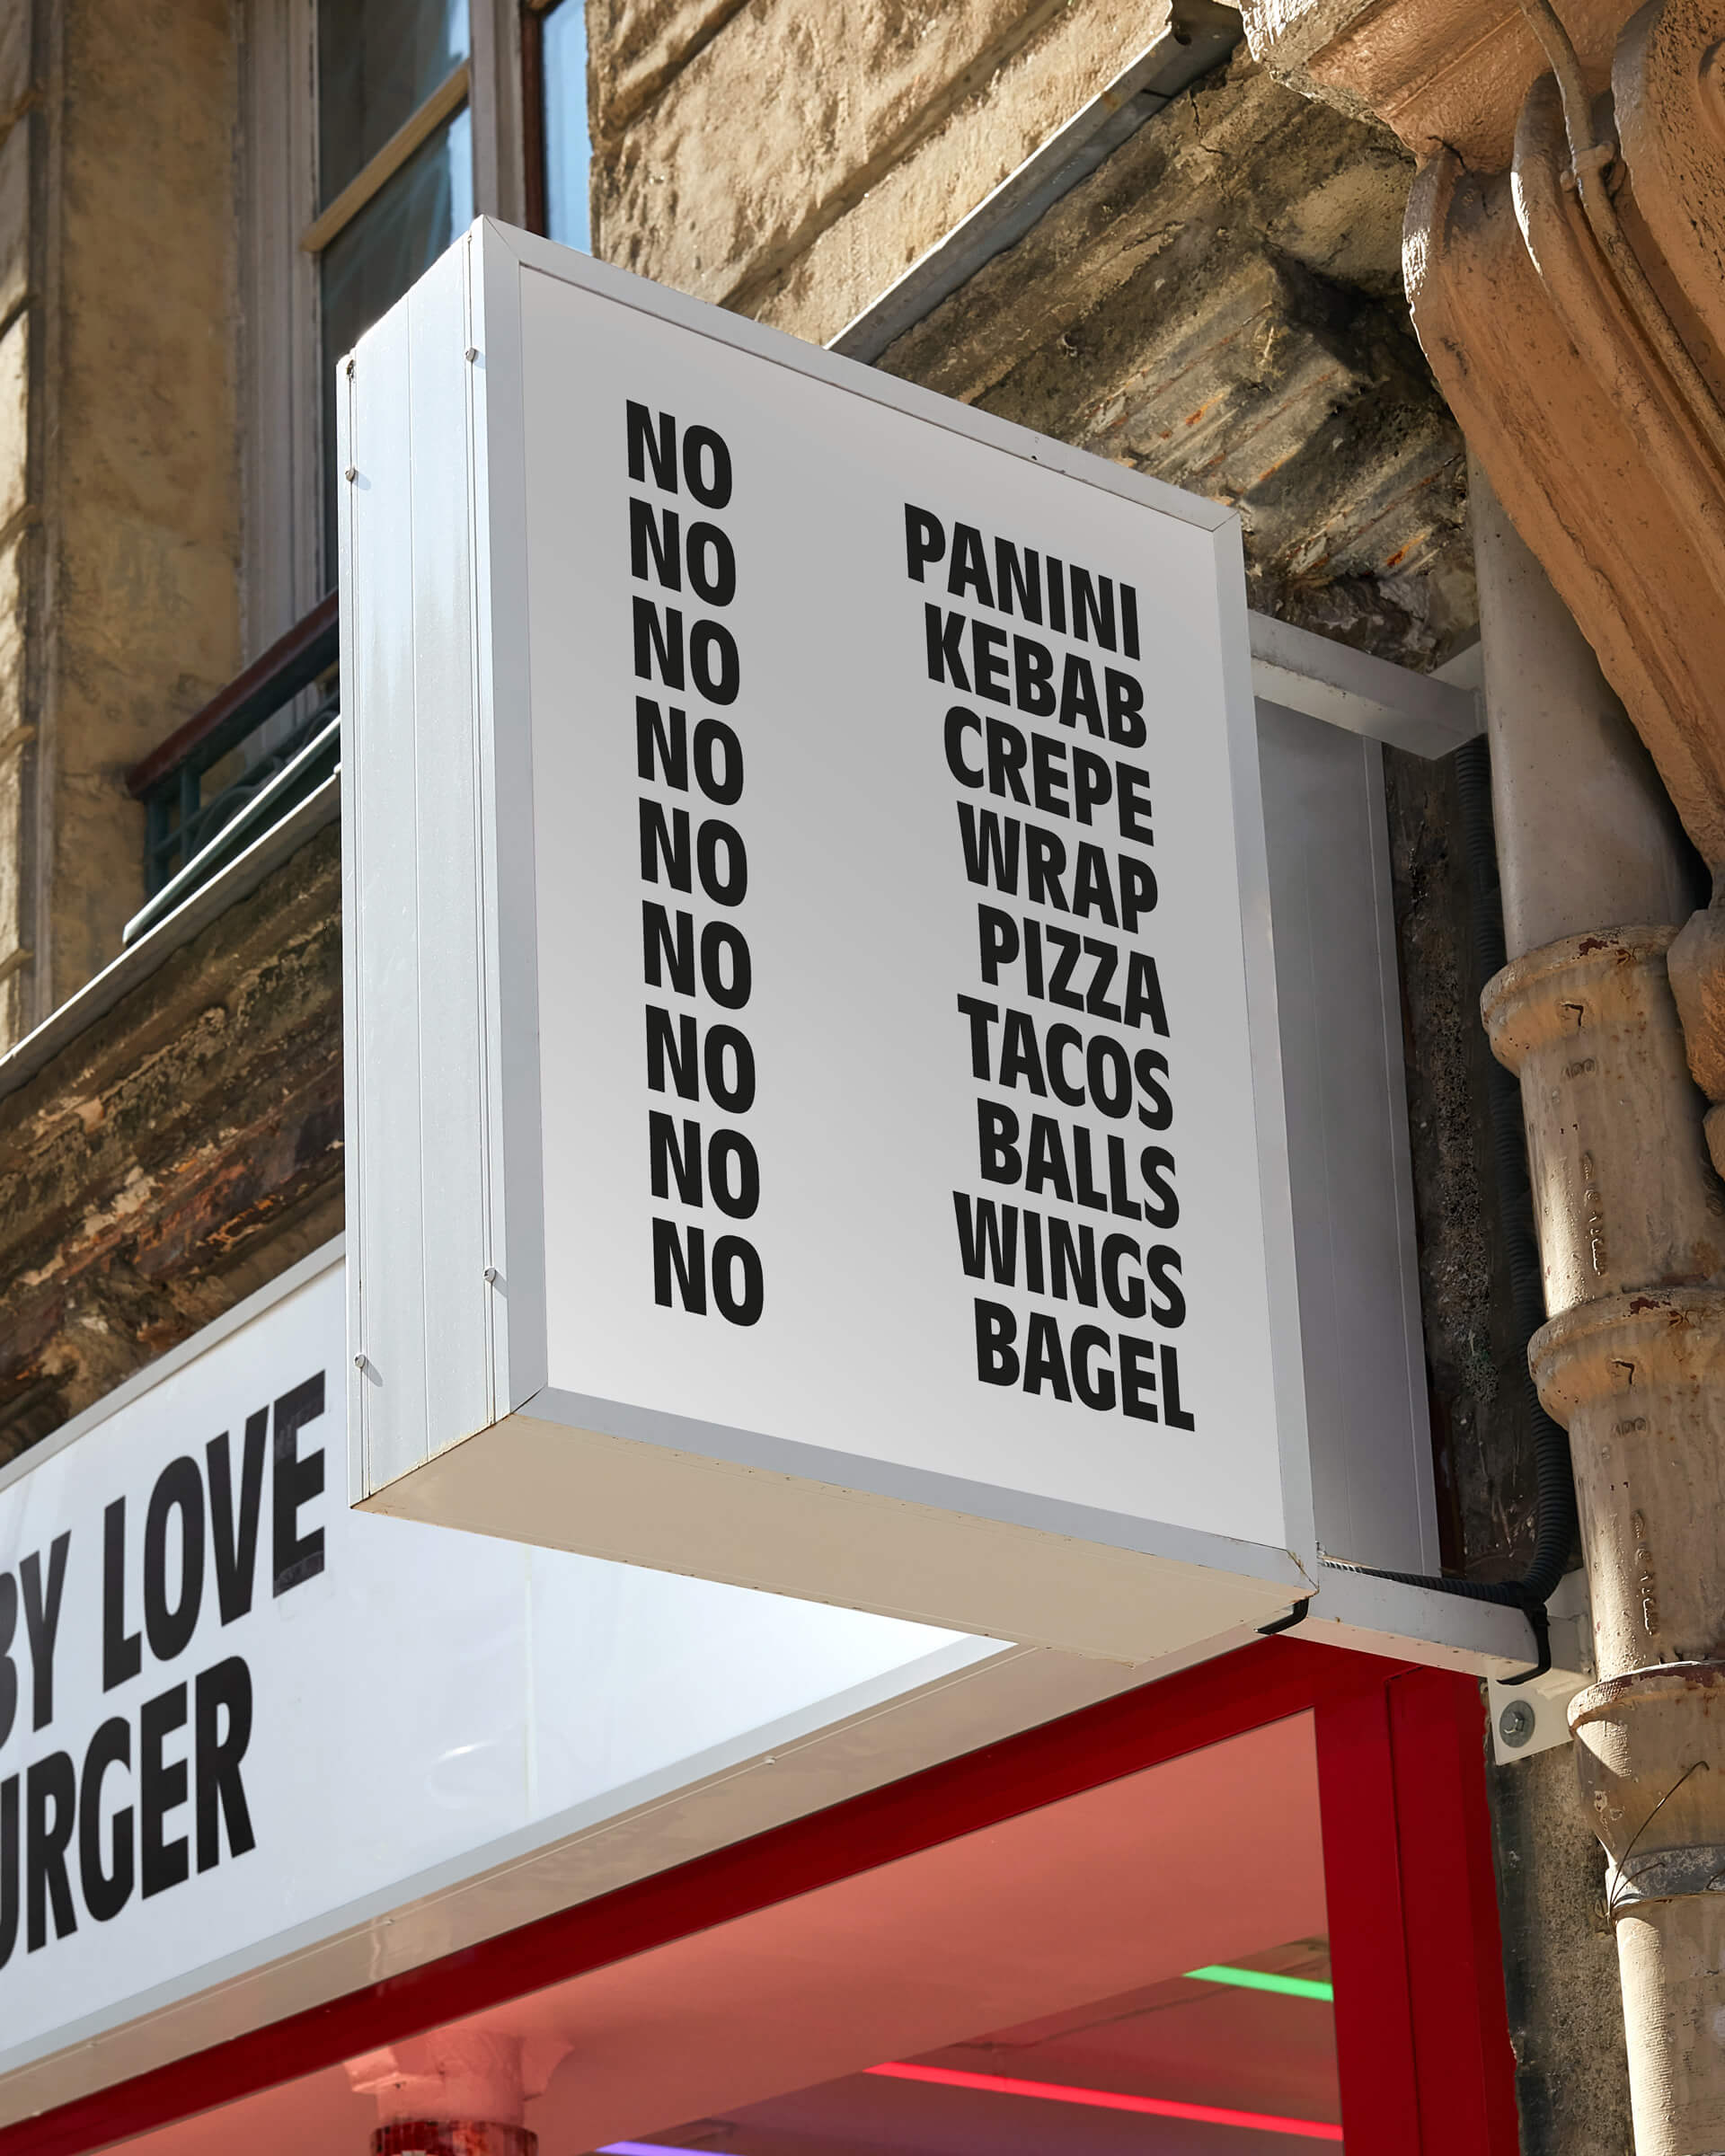 NO PANINI
NO KEBAB
NO CREPE
NO WRAP
NO PIZZA
NO TACOS
NO BALLS
NO WINGS
NO BAGEL
BY LOVE
URGER